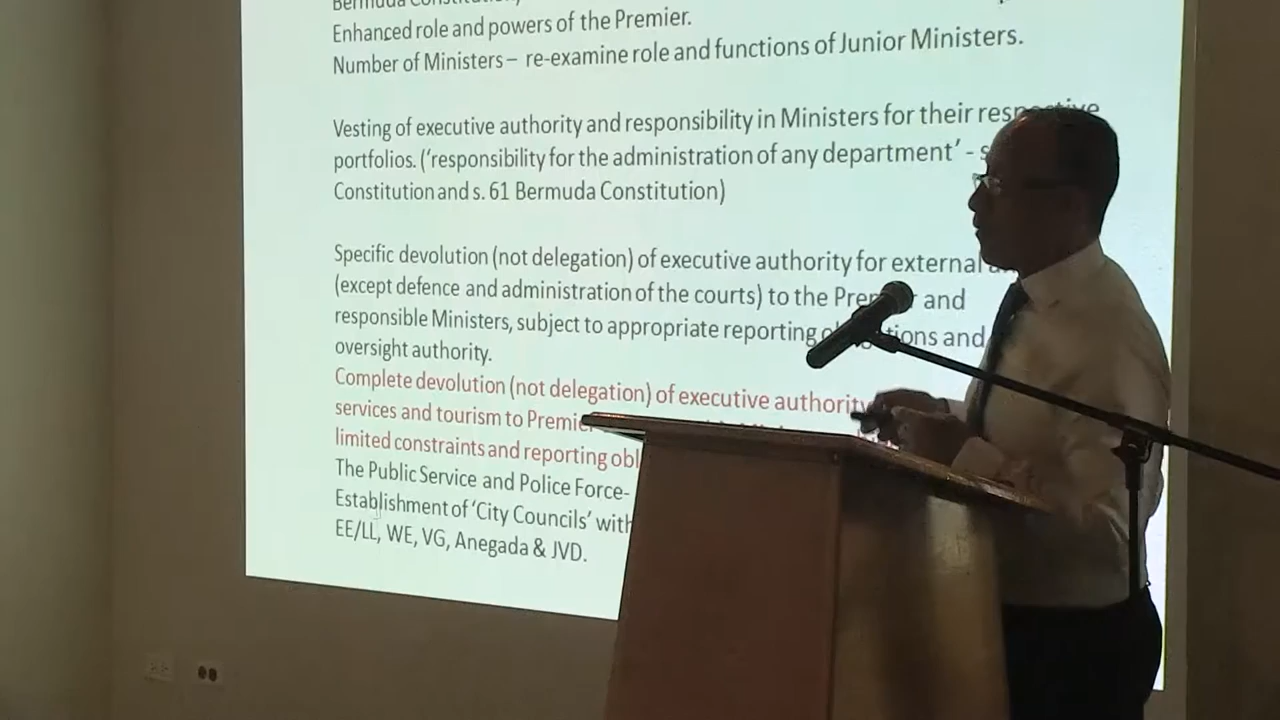 Bermuda
Enhanced role and powers of the Premier.
Number of Ministers – re-examine role and functions of Junior Ministers.
Vesting of executive authority and responsibility in Ministers for their respective
portfolios. (‘responsibility for the administration of any department’ - s
Constitution and s. 61 Bermuda Constitution)
Specific devolution (not delegation) of executive authority for external
(except defence and administration of the courts) to the and
responsible Ministers, subject to appropriate reporting and
oversight authority.
Complete devolution (not delegation) of executive authority
services and tourism to
limited constraints and reporting
The Public Service and Police Force-
Establishment of ‘City Councils’ with
EE/LL, WE, VG, Anegada & JVD.